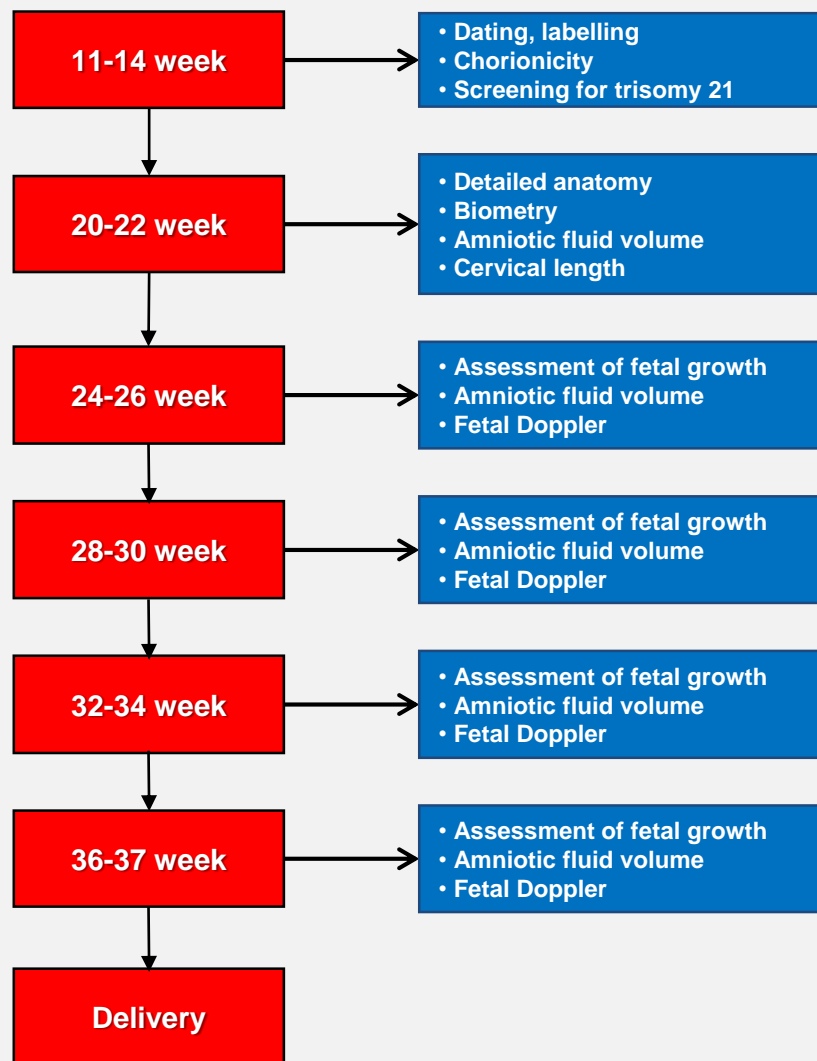 11-14 week
• Dating, labelling
• Chorionicity
• Screening for trisomy 21
20-22 week
• Detailed anatomy
• Biometry
• Amniotic fluid volume
• Cervical length
24-26 week
• Assessment of fetal growth
• Amniotic fluid volume
• Fetal Doppler
28-30 week
• Assessment of fetal growth
• Amniotic fluid volume
• Fetal Doppler
32-34 week
• Assessment of fetal growth
• Amniotic fluid volume
• Fetal Doppler
36-37 week
• Assessment of fetal growth
• Amniotic fluid volume
• Fetal Doppler
Delivery